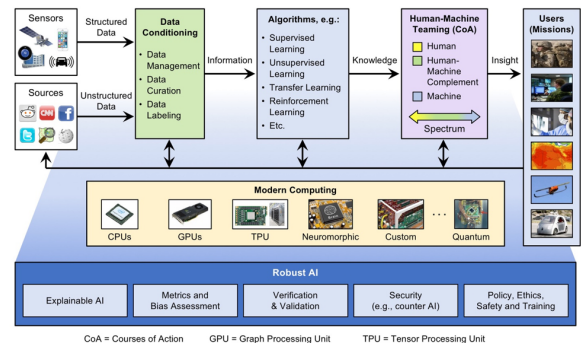 Sensors
Structured
Data
Data
Conditioning
• Data
Management
• Data
Curation
• Data
Labeling
Information
Algorithms, e.g.:
• Supervised
Learning
• Unsupervised
Learning
• Transfer Learning
• Reinforcement
Learning
• Etc.
Knowledge
Human-Machine
Teaming (CoA)
Human
Human-
Machine
Complement
Machine
Spectrum
Insight
Users
(Missions)
Sources
CNN
f
Unstructured
Data
Modern Computing
CPUs
GPUs
TPU
Neuromorphic
Custom
. . .
Quantum
Robust AI
Explainable AI
Metrics and
Bias Assessment
Verification
& Validation
Security
(e.g., counter AI)
Policy, Ethics,
Safety and Training
CoA = Courses of Action GPU = Graph Processing Unit TPU = Tensor Processing Unit